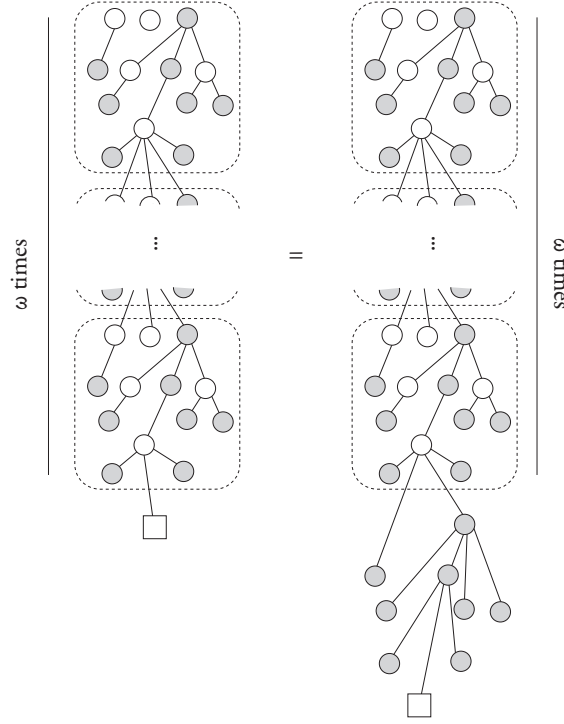 ω times
...
=
...
ω times